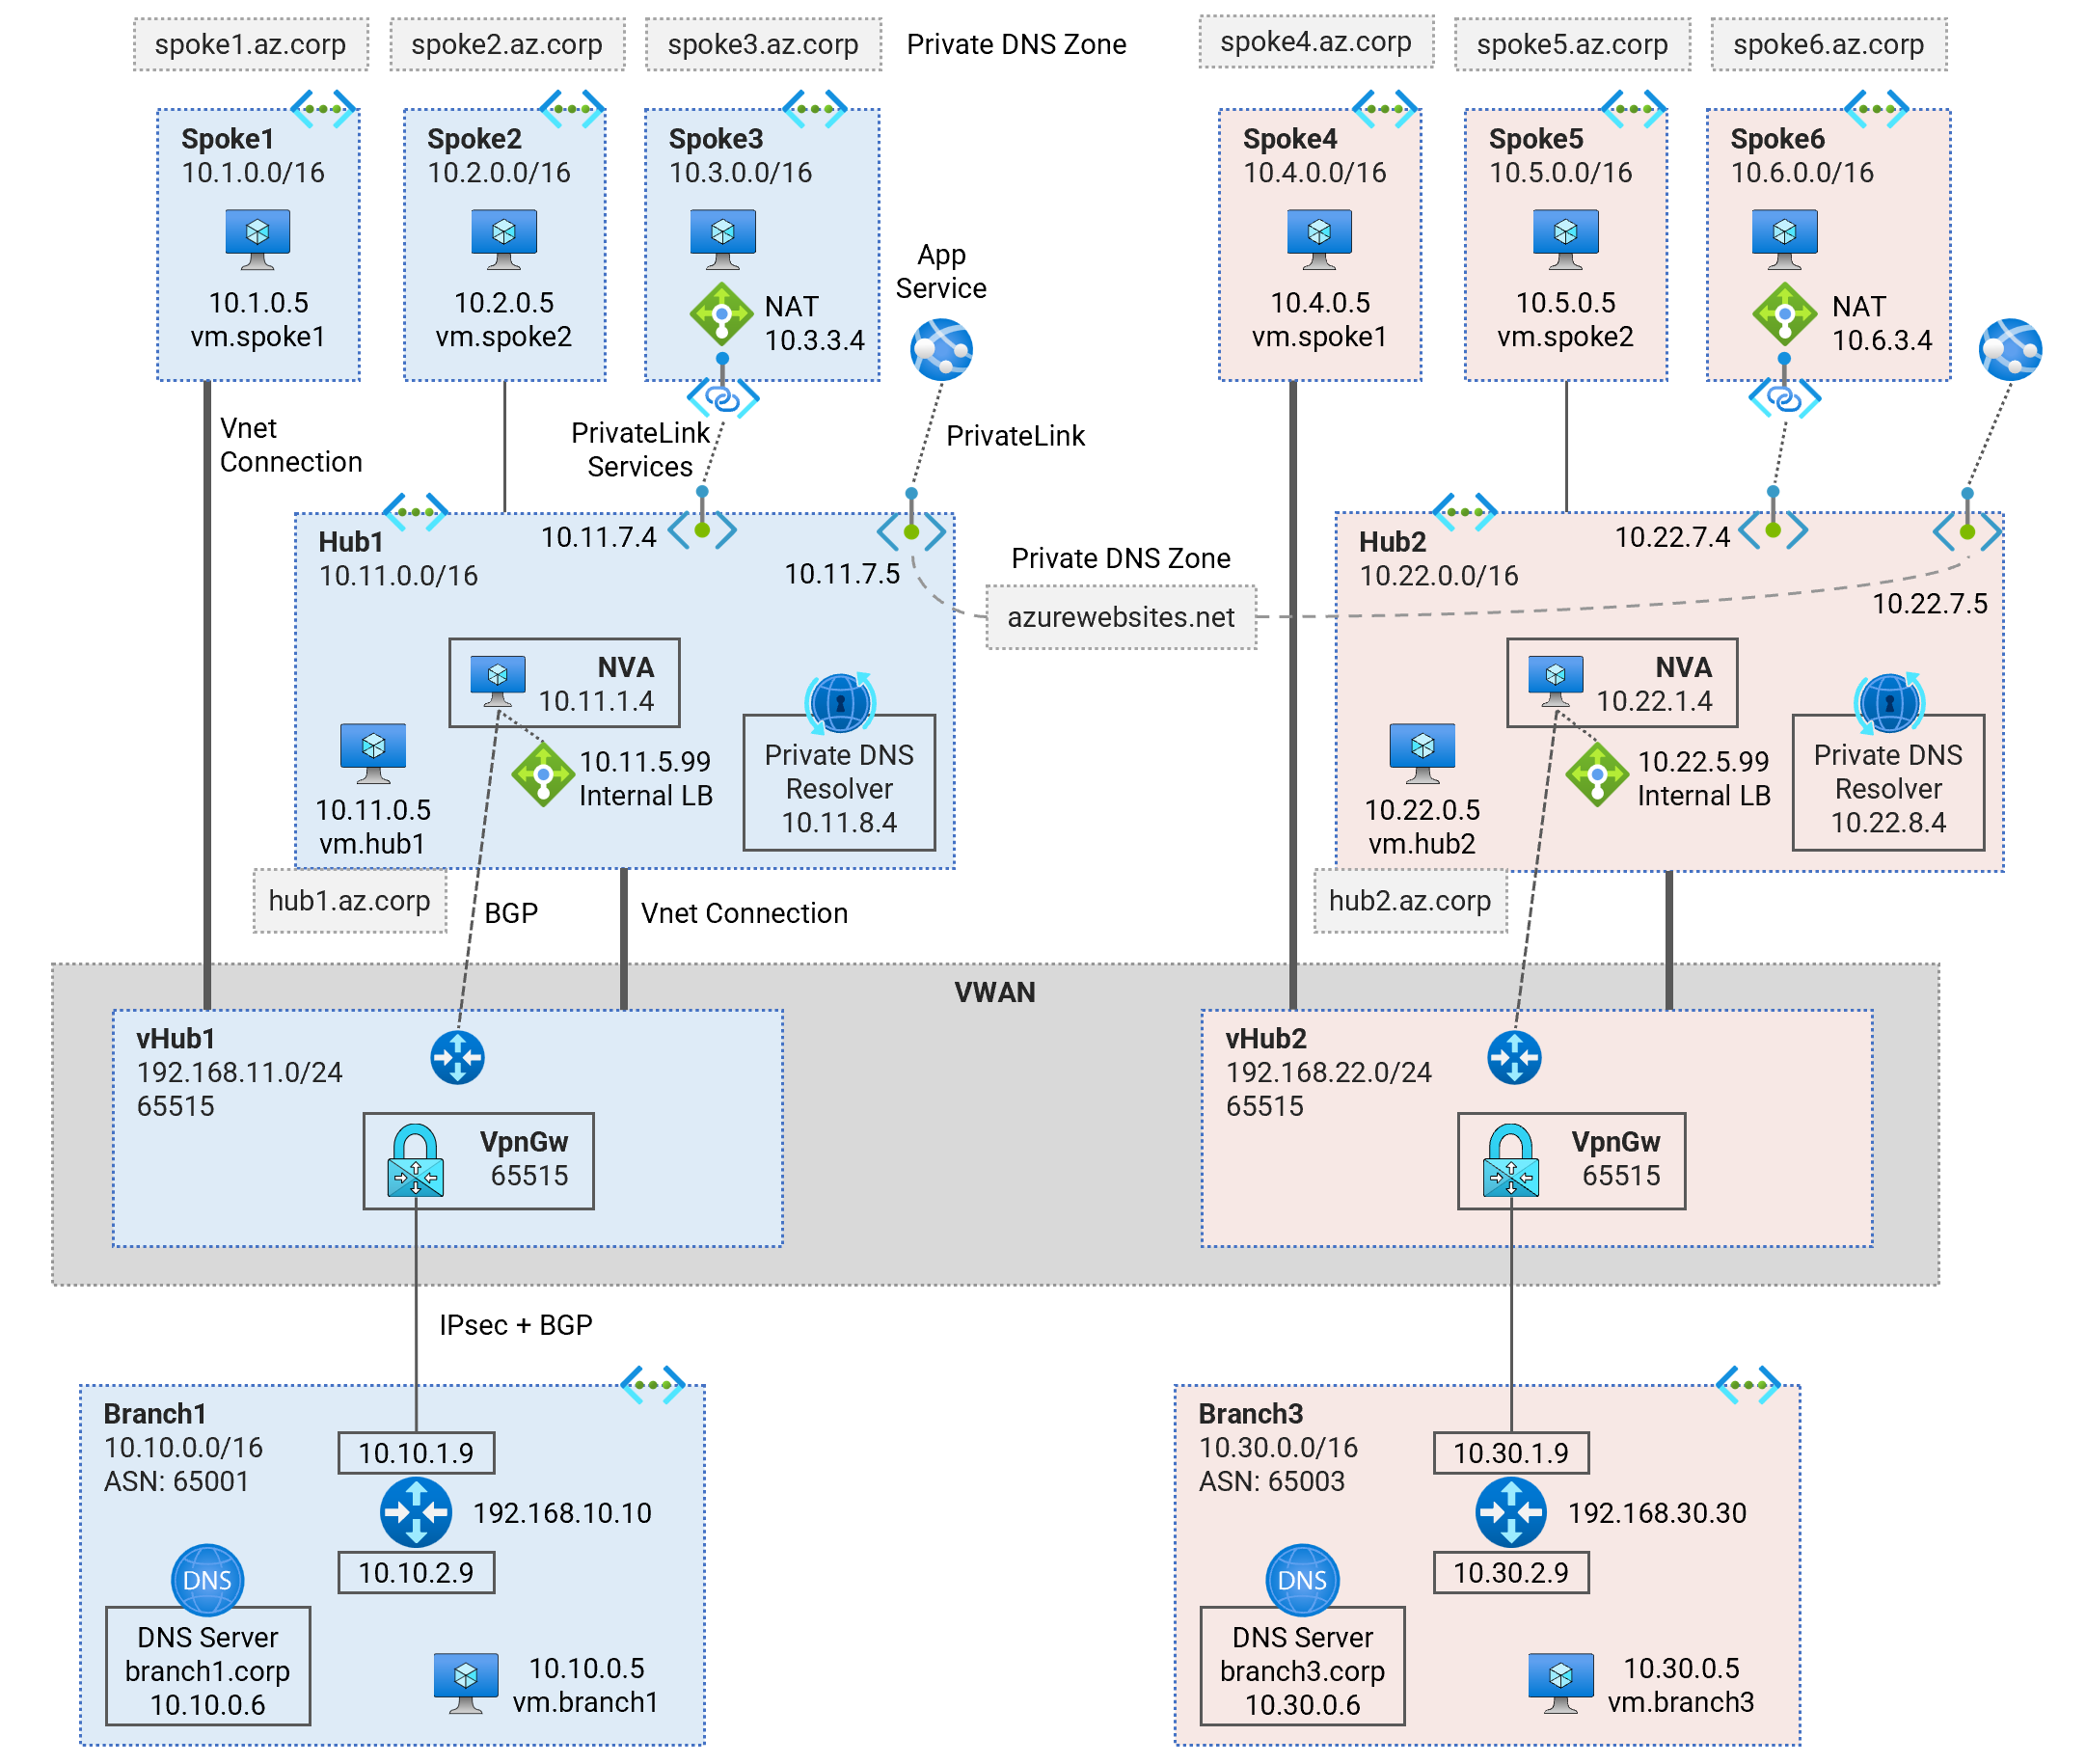 spoke1.az.corp
spoke2.az.corp
spoke3.az.corp
Private DNS Zone
spoke4.az.corp
spoke5.az.corp
spoke6.az.corp
Spoke1
10.1.0.0/16
10.1.0.5
vm.spoke1
Spoke2
10.2.0.0/16
10.2.0.5
vm.spoke2
Spoke3
10.3.0.0/16
NAT
10.3.3.4
App
Service
Spoke4
10.4.0.0/16
10.4.0.5
vm.spoke1
Spoke5
10.5.0.0/16
10.5.0.5
vm.spoke2
Spoke6
10.6.0.0/16
NAT
10.6.3.4
Vnet
Connection
PrivateLink
Services
PrivateLink
Hub1
10.11.0.0/16
10.11.7.4
10.11.7.5
NVA
10.11.1.4
10.11.5.99
Internal LB
10.11.0.5
vm.hub1
Private DNS
Resolver
10.11.8.4
Private DNS Zone
azurewebsites.net
Hub2
10.22.0.0/16
10.22.7.4
10.22.7.5
NVA
10.22.1.4
10.22.5.99
Internal LB
10.22.0.5
vm.hub2
Private DNS
Resolver
10.22.8.4
hub1.az.corp
BGP
Vnet Connection
hub2.az.corp
VWAN
vHub1
192.168.11.0/24
65515
VpnGw
65515
vHub2
192.168.22.0/24
65515
VpnGw
65515
IPsec + BGP
Branch1
10.10.0.0/16
ASN: 65001
10.10.1.9
192.168.10.10
10.10.2.9
DNS
DNS Server
branch1.corp
10.10.0.6
10.10.0.5
vm.branch1
Branch3
10.30.0.0/16
ASN: 65003
10.30.1.9
192.168.30.30
10.30.2.9
DNS
DNS Server
branch3.corp
10.30.0.6
10.30.0.5
vm.branch3